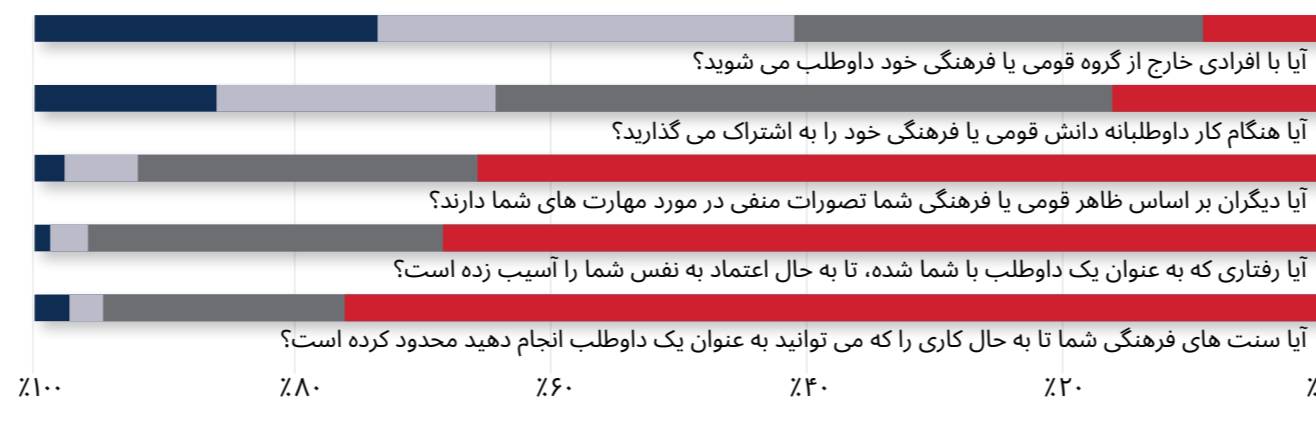 آیا با افرادی خارج از گروه قومی یا فرهنگی خود داوطلب می شوید؟
آیا هنگام کار داوطلبانه دانش قومی یا فرهنگی خود را به اشتراک می گذارید؟
آیا دیگران بر اساس ظاهر قومی یا فرهنگی شما تصورات منفی در مورد مهارت های شما دارند؟
آیا رفتاری که به عنوان یک داوطلب با شما شده، تا به حال اعتماد به نفس شما را آسیب زده است؟
آیا سنت های فرهنگی شما تا به حال کاری را که می توانید به عنوان یک داوطلب انجام دهید محدود کرده است؟
٪۲۰ ٪۴۰ ٪۶۰ ٪۸۰ ٪۱۰۰